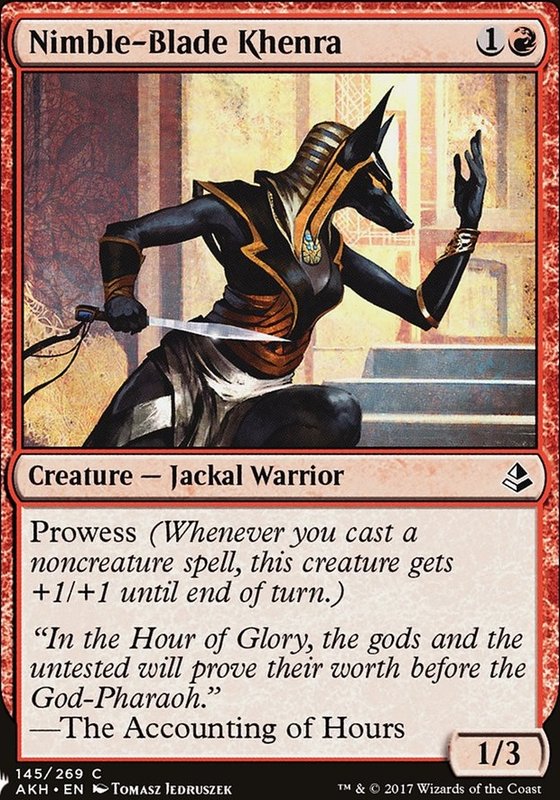 Nimble-Blade Khenra 1
Creature — Jackal Warrior
Prowess (Whenever you cast a
noncreature spell, this creature gets
+1/+1 until end of turn.)
“In the Hour of Glory, the gods and the
untested will prove their worth before the
God-Pharaoh.”
—The Accounting of Hours
1/3
145/269 C
AKH • EN Tomasz Jedruszek
™ & © 2017 Wizards of the Coast